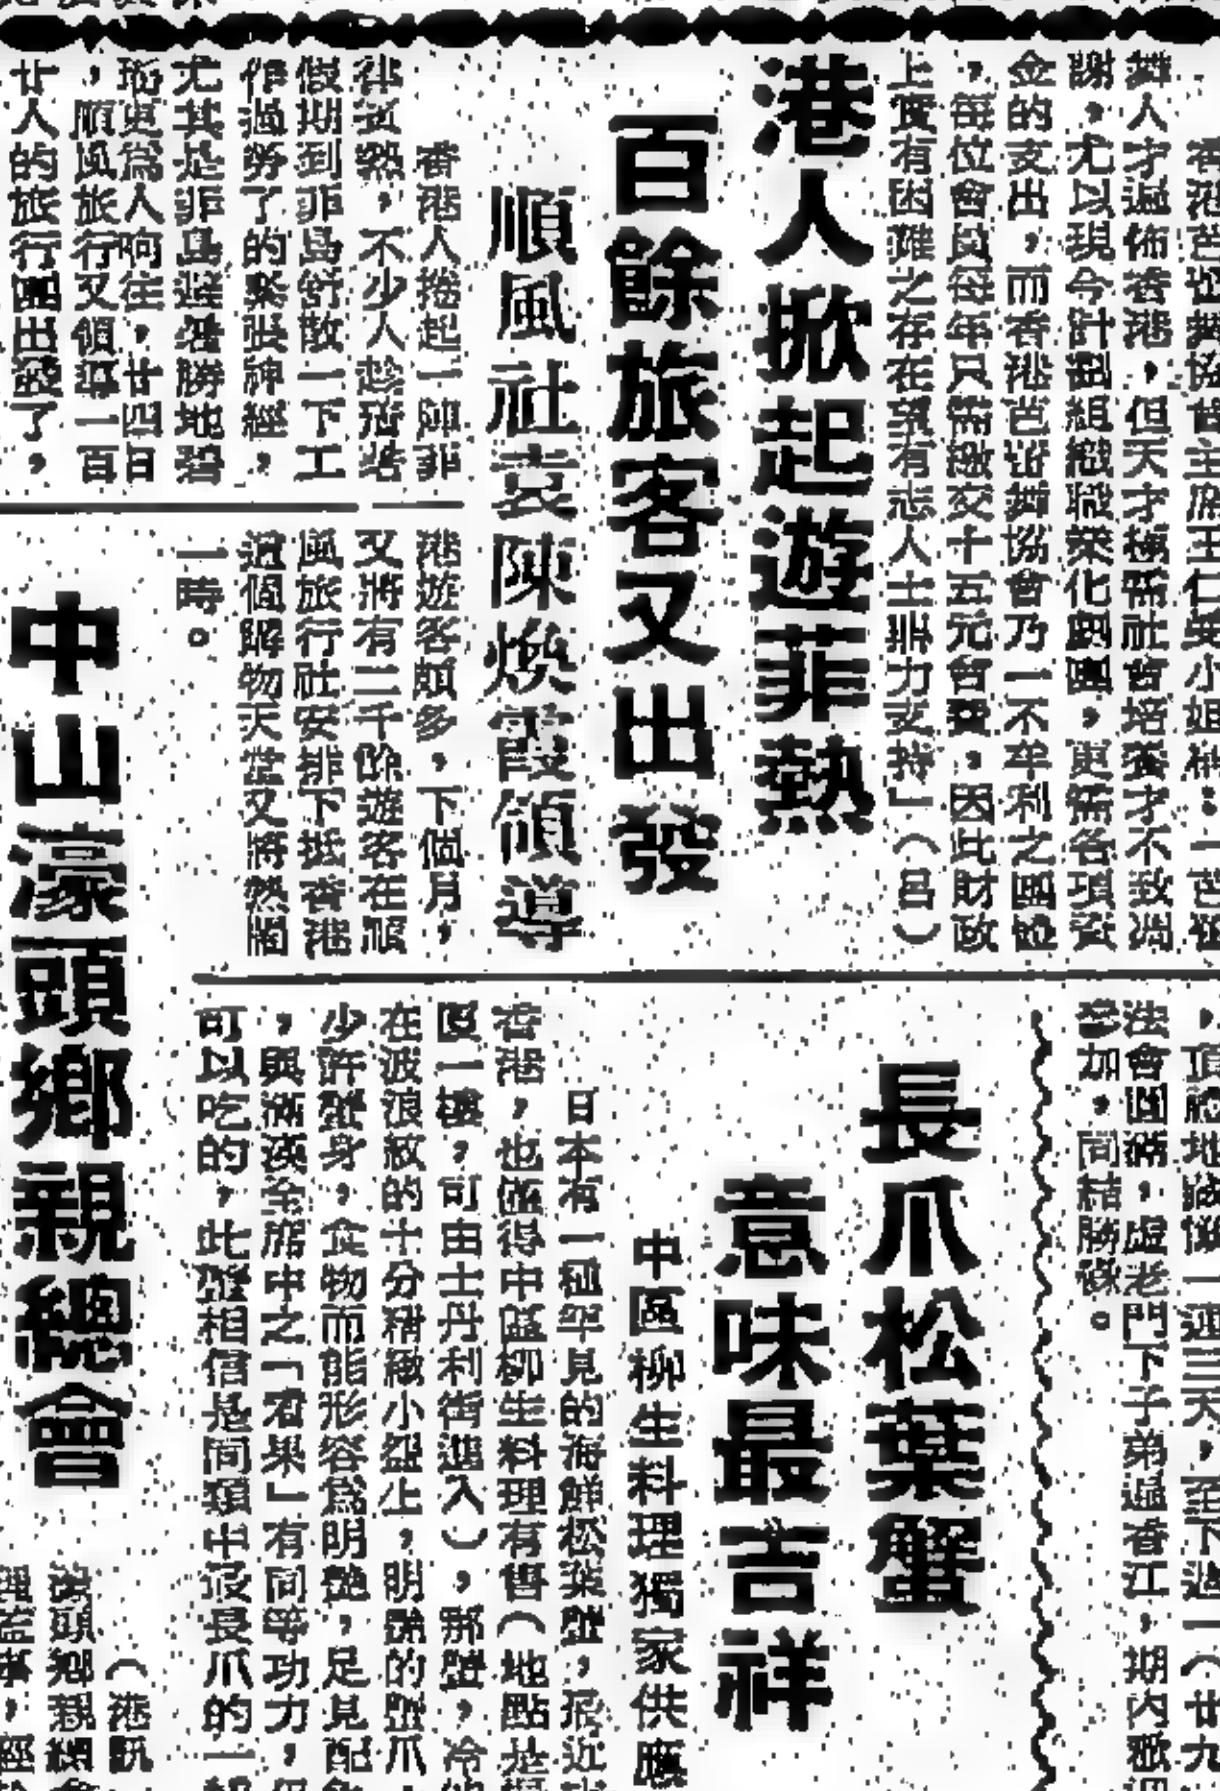 香港芭蕾舞協會主席王仁曼小姐
舞人才遍佈香港，但天才極需社會培養才不致凋
謝，尤以現今計劃組織職業化劇團，更需各項資
金的支出，而香港芭蕾舞協會乃一不牟利之團體
，每位會員每年只需繳交十五元會費，因此財政
上實有困難之存在望有志人士鼎力支持」（呂）
港人掀起遊菲熱
百餘旅客又出發
順風社袁陳煥霞領導
香港人捲起一陣菲
律賓熱，不少人趁着
假期到菲島舒散一下工
作過勞了的緊張神經，
尤其是菲島避暑勝地碧
瑤更為人响往，廿四日
，順風旅行又領導一百
廿人的旅行團出發了，
港遊客頗多，下個月，
又將有二千餘遊客在順
風旅行社安排下抵香港
這個購物天堂又將熱鬧
一時。
，頂禮地誠懺一連三天，至下週一（廿九
法會圓滿，虛老門下子弟遍香江，期內
參加，同結勝緣。
長爪松葉蟹
意味最吉祥
中區柳生料理獨家供應
日本有一種罕見的海鮮松葉蟹，最近
香港，也僅得中區柳生料理有售（地點是
廈一樓，可由士丹利街進入），那蟹，冷
在波浪紋的十分精緻小盆上，明艷的蟹爪
少許蟹身，食物而能形容為明艷，足見配
，與滿漢全席中之「看果」有同等功力，
可以吃的，此蟹相信是同類中最長爪的一
中山濠頭鄉親總會
（港訊
濠頭鄉親總會
理監事，經